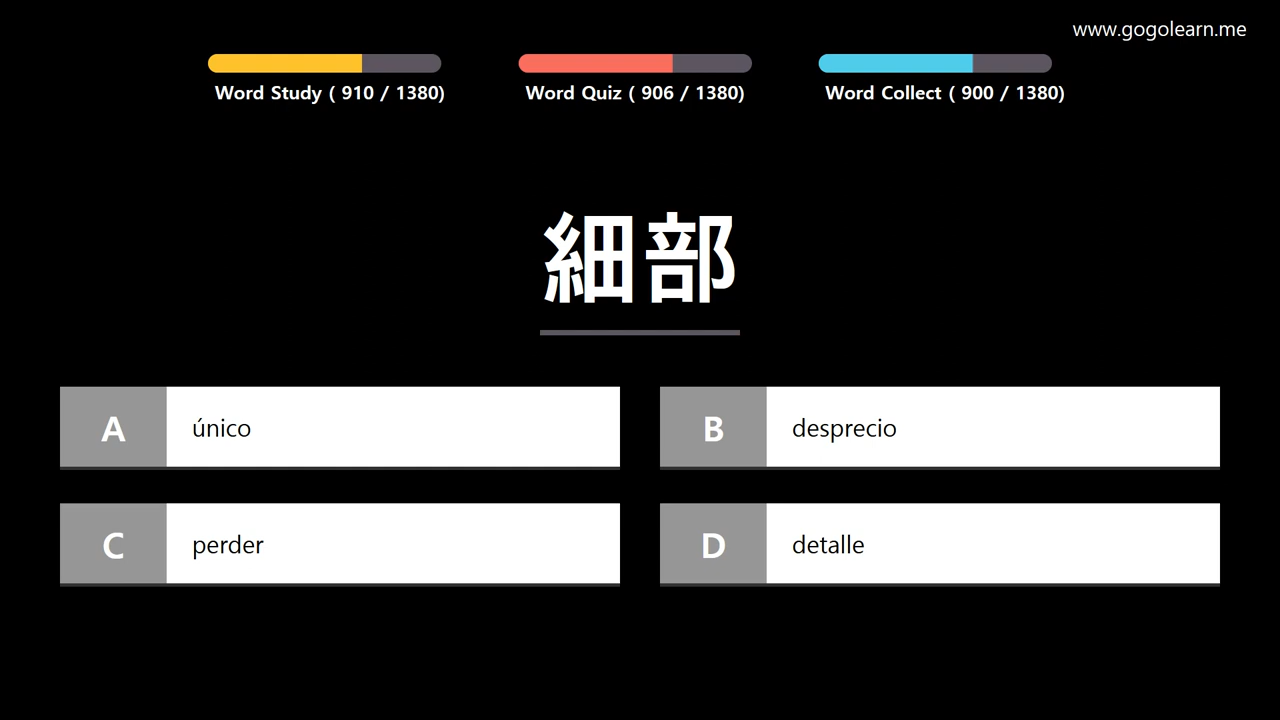 www.gogolearn.me
Word Study ( 910 / 1380)
Word Quiz ( 906 / 1380)
Word Collect ( 900 / 1380)
細部
A único
B desprecio
C perder
D detalle